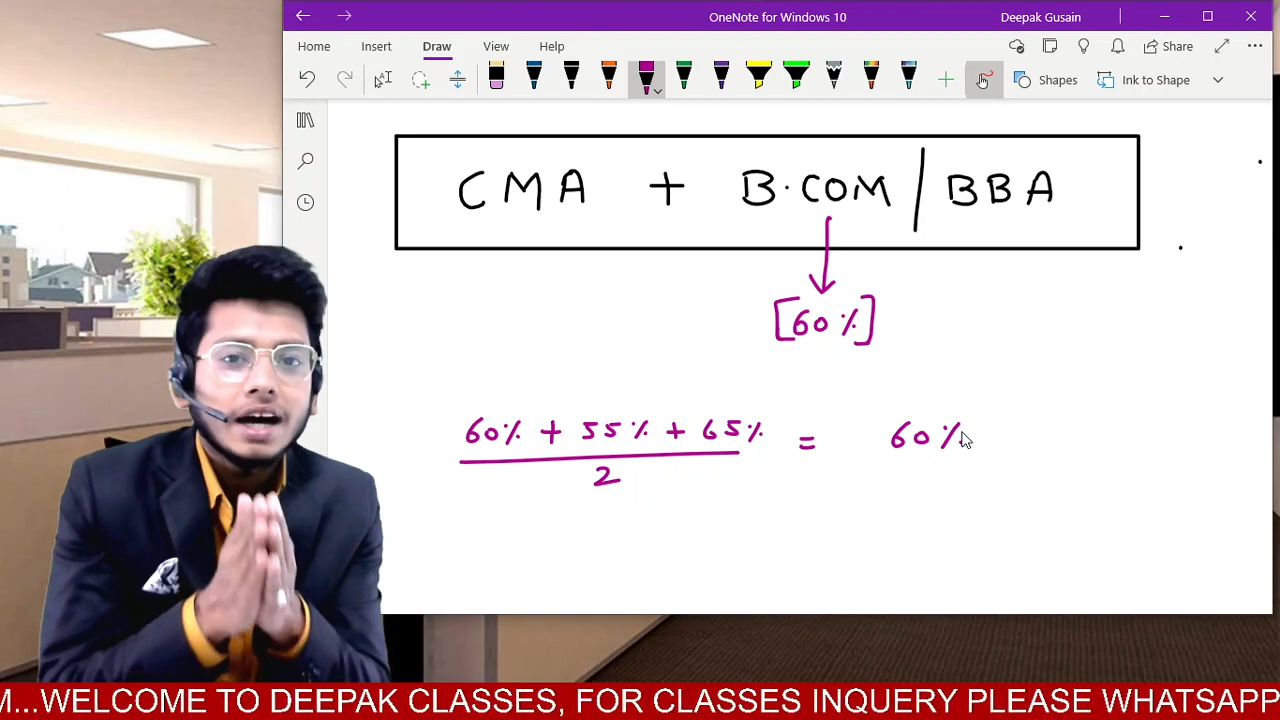 OneNote for Windows 10
Deepak Gusain
Home Insert Draw View Help
Share
Shapes
Ink to Shape
CMA + B.COM / BBA
[60%]
60% + 55% + 65% = 60%
2
M...WELCOME TO DEEPAK CLASSES, FOR CLASSES INQUERY PLEASE WHATSAPP